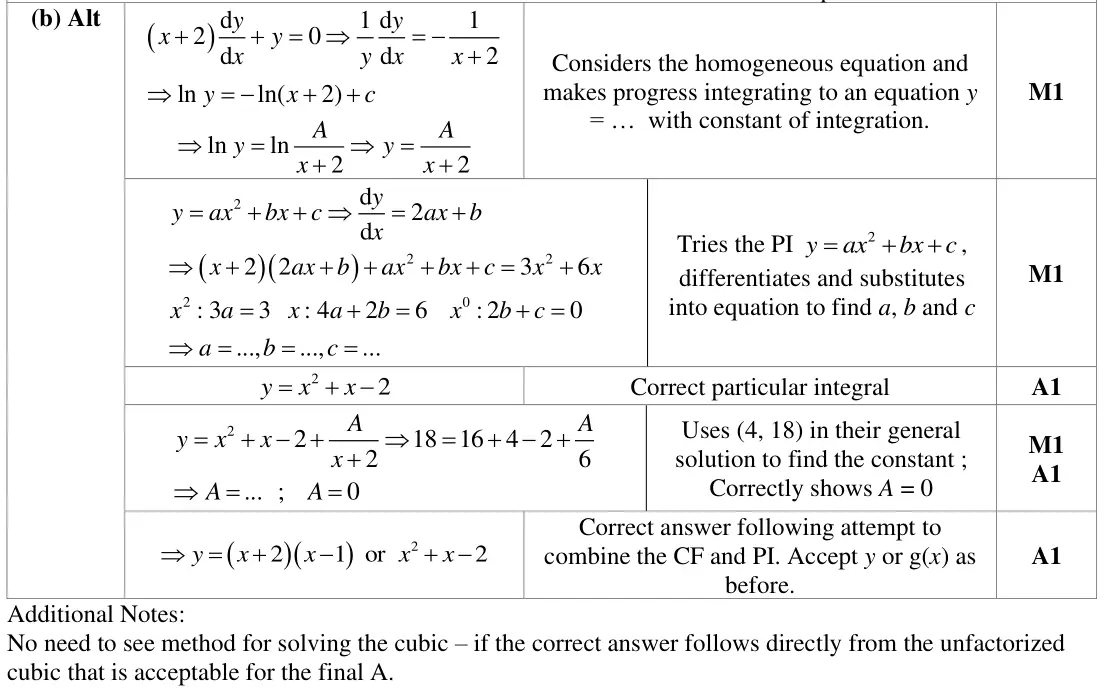 (b) Alt
(x + 2) dy/dx + y = 0 ⇒ 1/y dy/dx = − 1/(x + 2)
⇒ ln y = −ln(x + 2) + c
⇒ ln y = ln A/(x + 2) ⇒ y = A/(x + 2)
Considers the homogeneous equation and
makes progress integrating to an equation y
= … with constant of integration.
M1
y = ax² + bx + c ⇒ dy/dx = 2ax + b
⇒ (x + 2)(2ax + b) + ax² + bx + c = 3x² + 6x
x² : 3a = 3 x : 4a + 2b = 6 x⁰ : 2b + c = 0
⇒ a = ..., b = ..., c = ...
Tries the PI y = ax² + bx + c ,
differentiates and substitutes
into equation to find a, b and c
M1
y = x² + x − 2
Correct particular integral
A1
y = x² + x − 2 + A/(x + 2) ⇒ 18 = 16 + 4 − 2 + A/6
⇒ A = ... ; A = 0
Uses (4, 18) in their general
solution to find the constant ;
Correctly shows A = 0
M1
A1
⇒ y = (x + 2)(x − 1) or x² + x − 2
Correct answer following attempt to
combine the CF and PI. Accept y or g(x) as
before.
A1
Additional Notes:
No need to see method for solving the cubic – if the correct answer follows directly from the unfactorized
cubic that is acceptable for the final A.